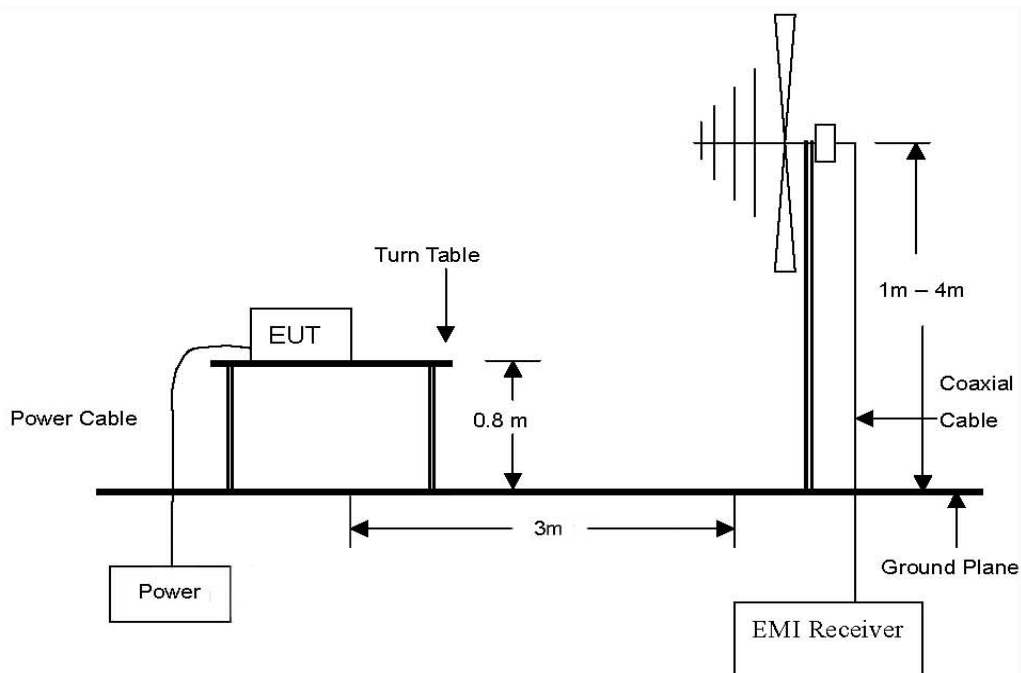 Turn Table
EUT
1m – 4m
Coaxial
Cable
Power Cable
0.8 m
3m
Ground Plane
Power
EMI Receiver